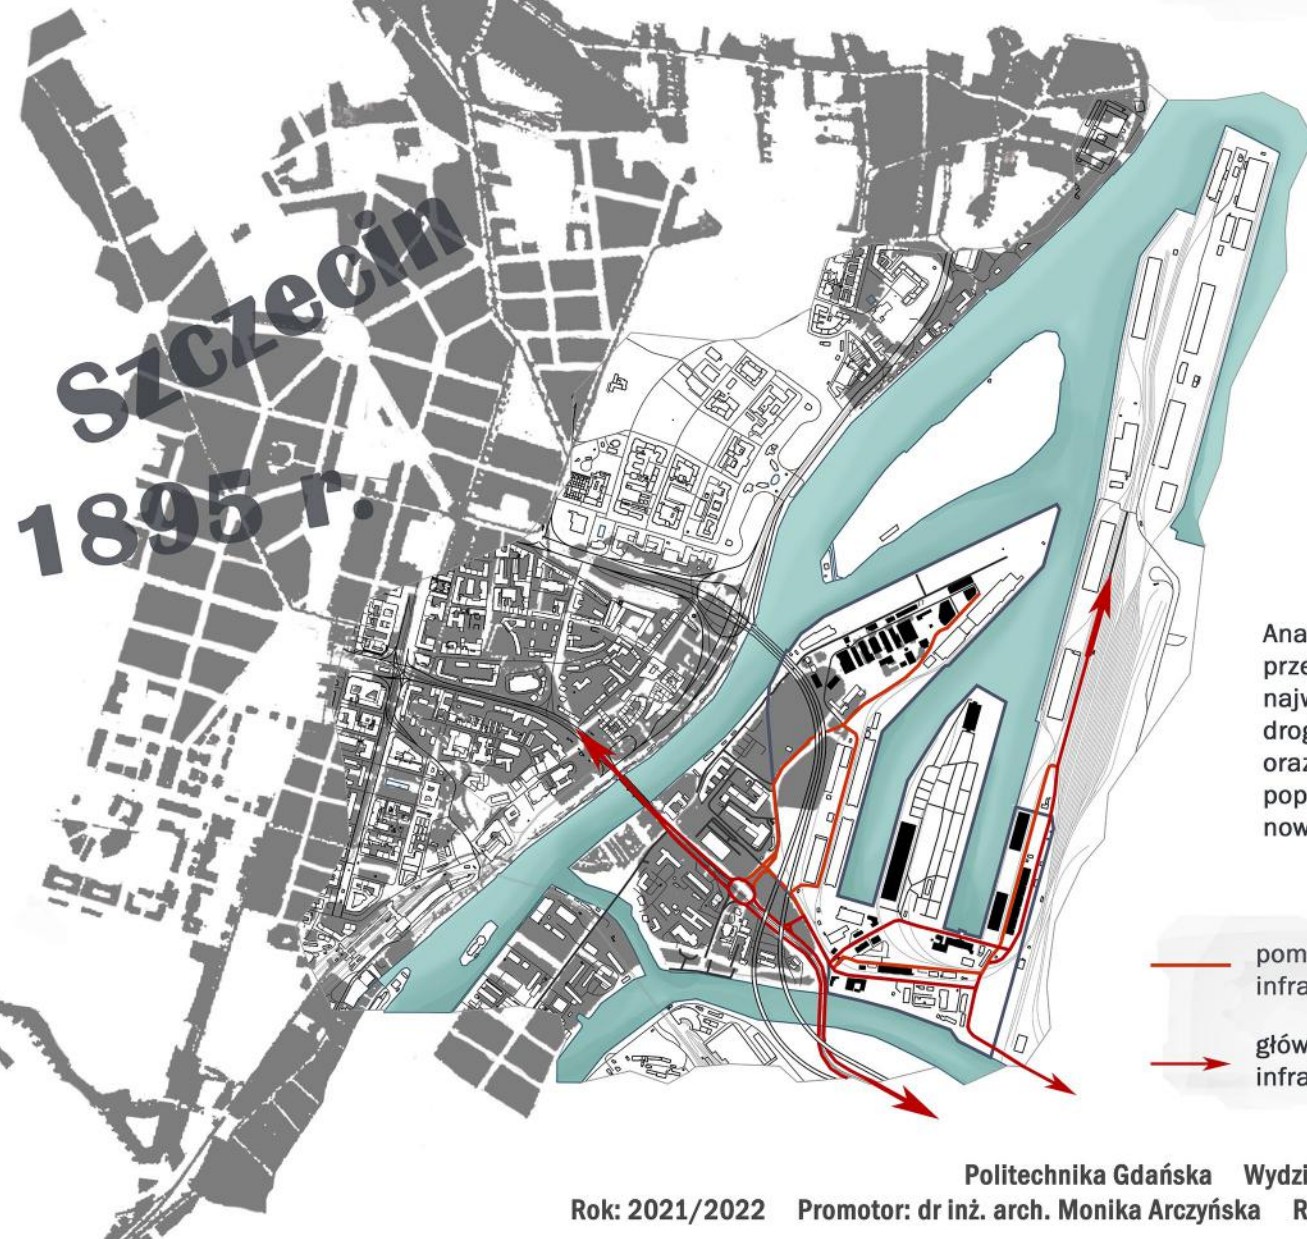 Szczecin
1895 r.
Ana
prze
najw
drog
oraz
pop
now
pom
infra
głów
infra
Politechnika Gdańska Wydzi
Rok: 2021/2022 Promotor: dr inż. arch. Monika Arczyńska R